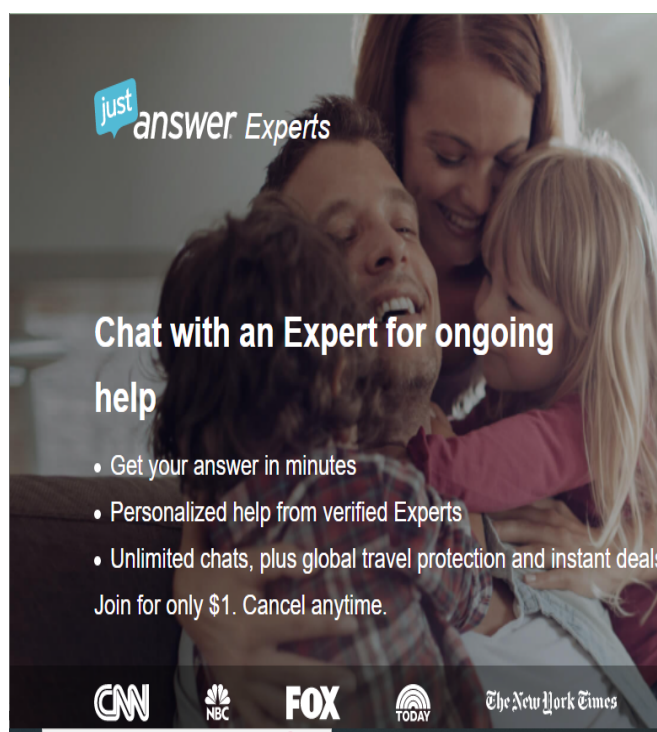 just
answer Experts
Chat with an Expert for ongoing
help
• Get your answer in minutes
• Personalized help from verified Experts
• Unlimited chats, plus global travel protection and instant deals
Join for only $1. Cancel anytime.
CNN NBC FOX TODAY The New York Times